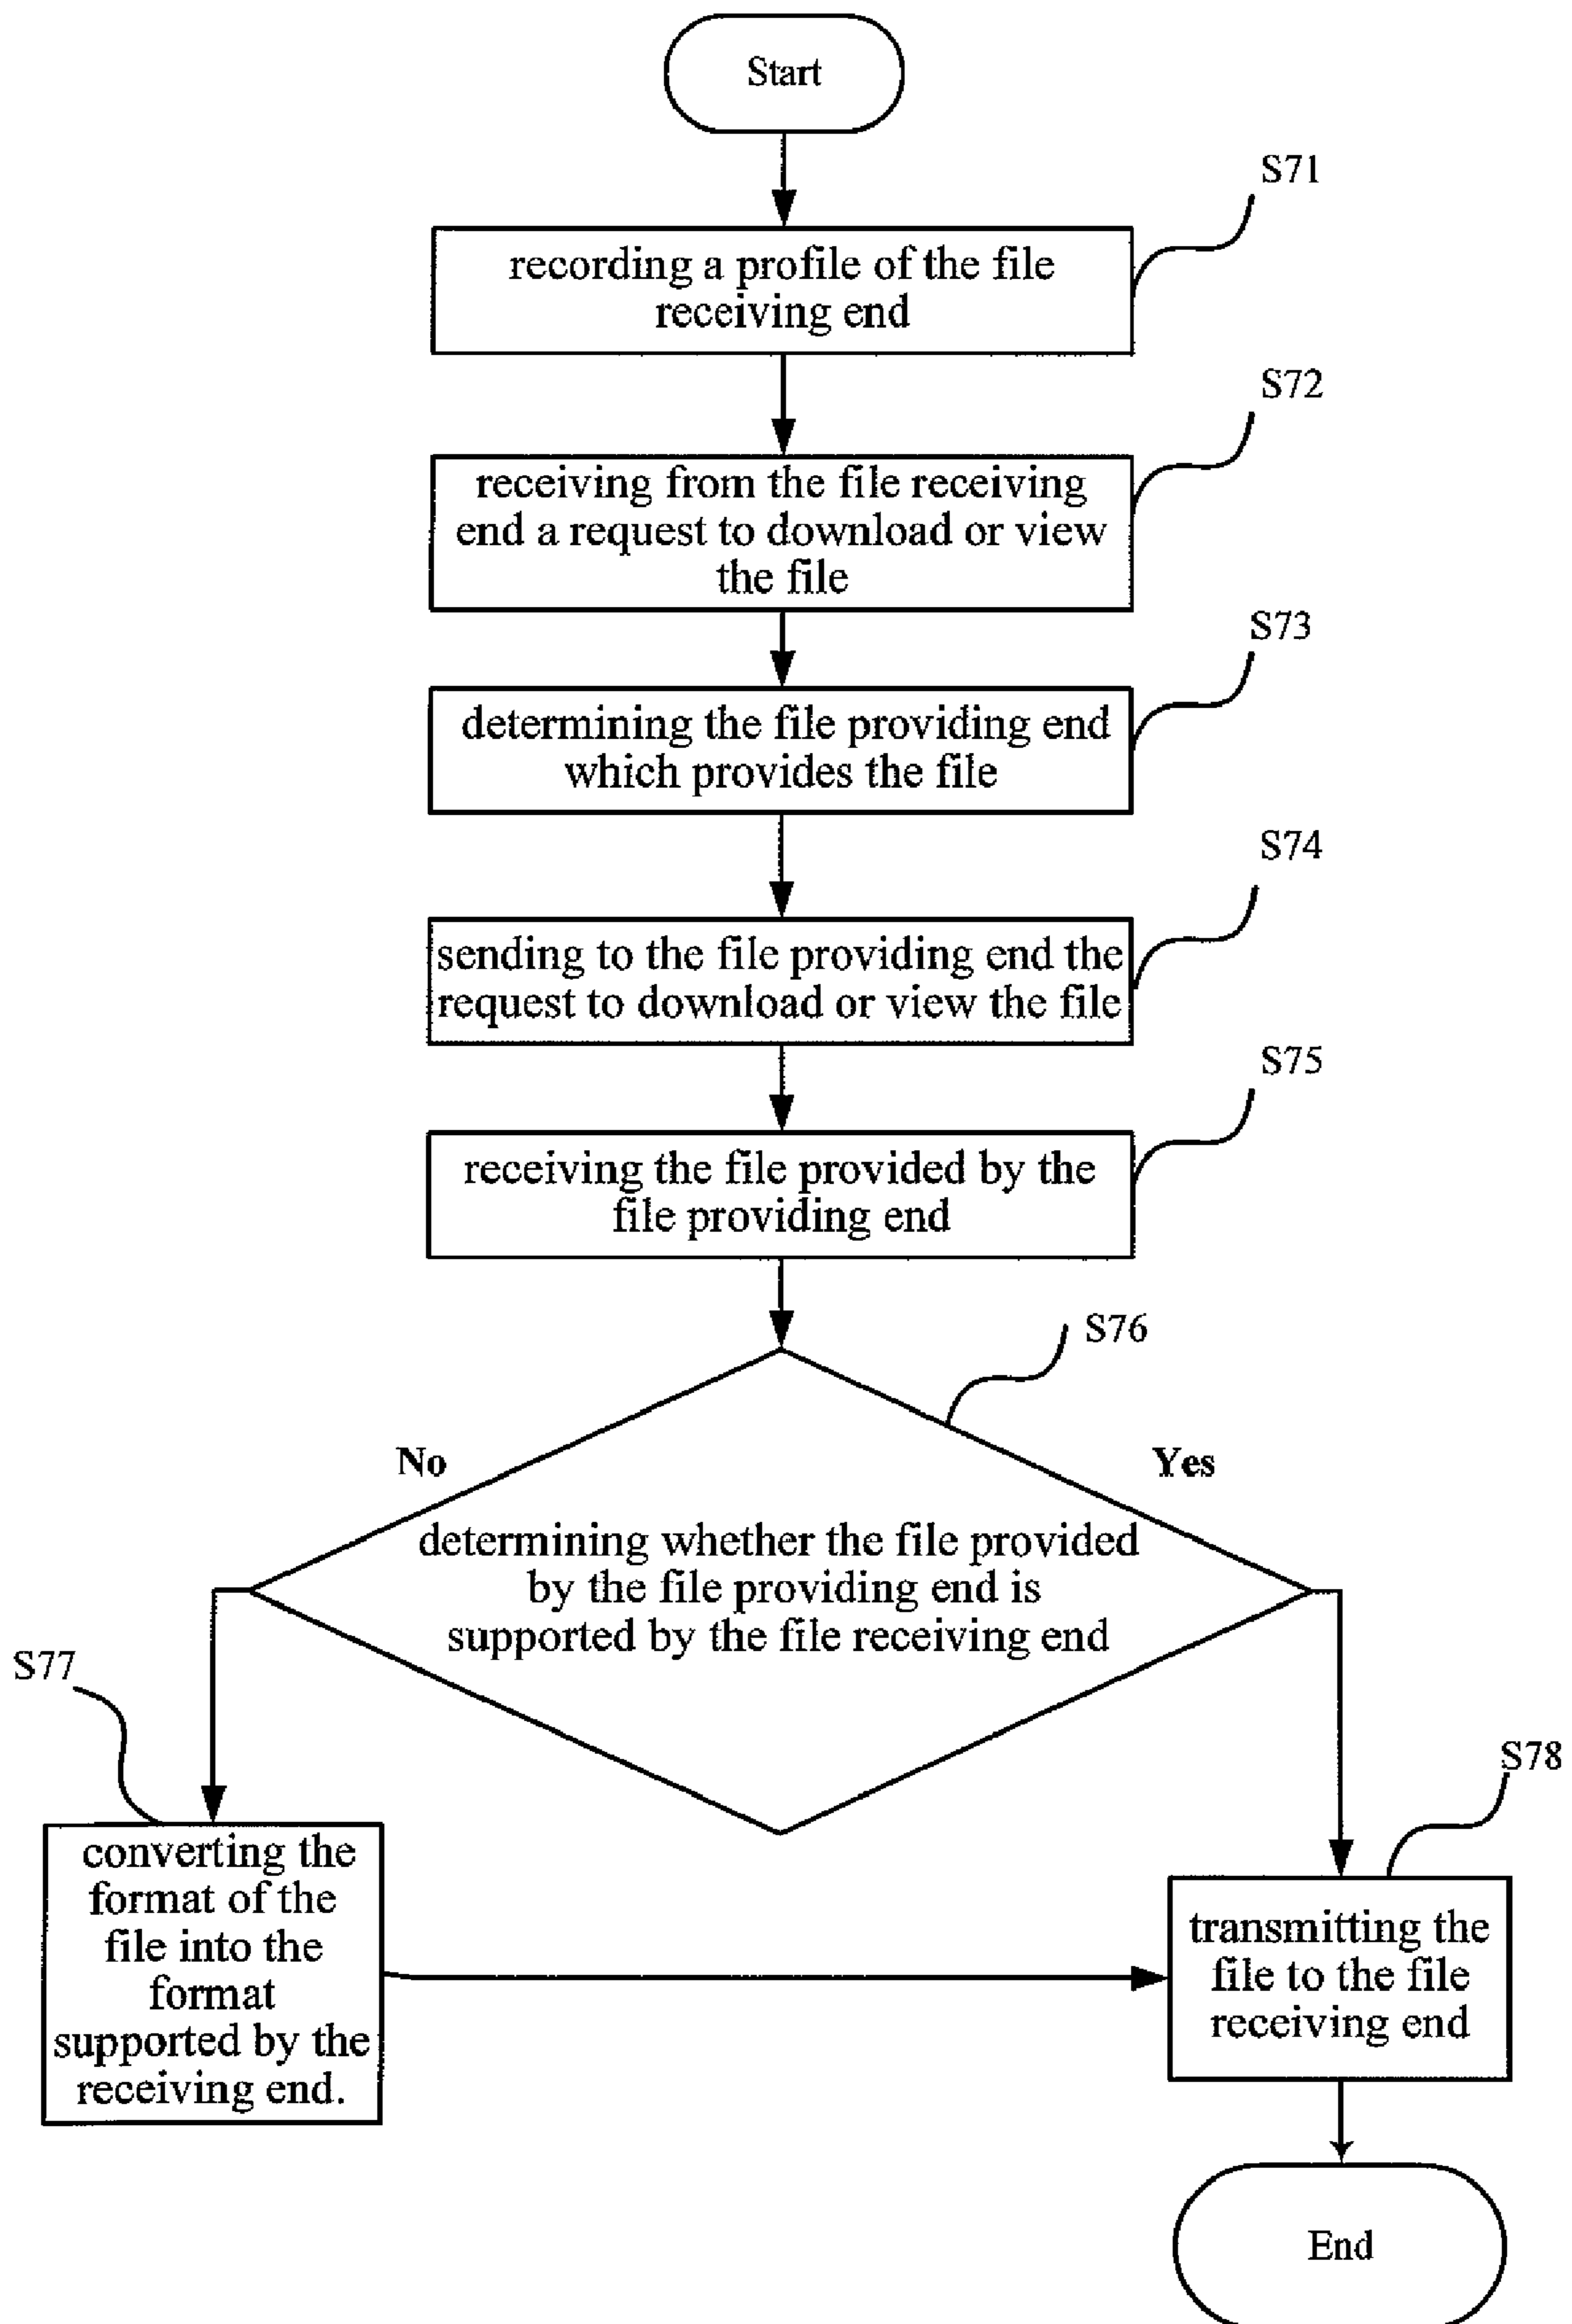 Start
S71
recording a profile of the file
receiving end
S72
receiving from the file receiving
end a request to download or view
the file
S73
determining the file providing end
which provides the file
S74
sending to the file providing end the
request to download or view the file
S75
receiving the file provided by the
file providing end
S76
No
Yes
determining whether the file provided
by the file providing end is
supported by the file receiving end
S77
converting the
format of the
file into the
format
supported by the
receiving end.
S78
transmitting the
file to the file
receiving end
End